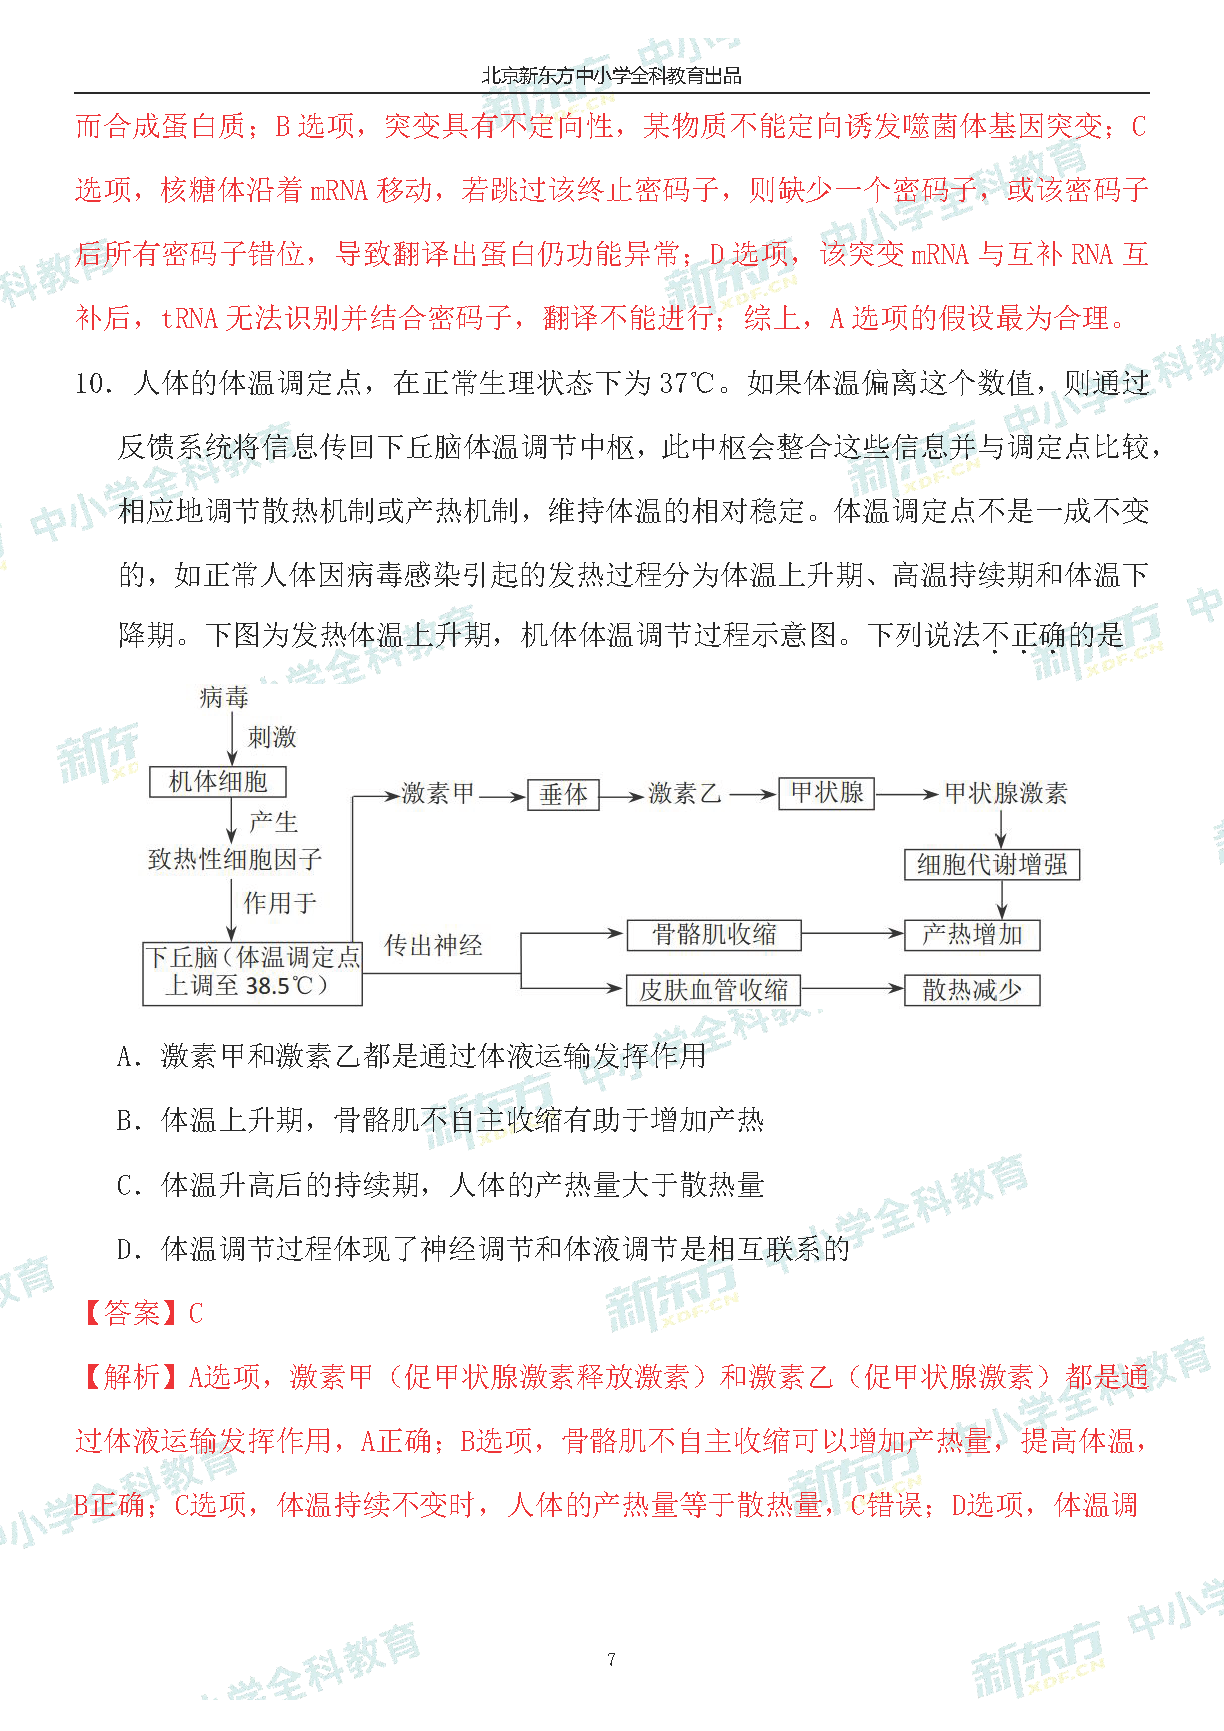 北京新东方中小学全科教育出品
而合成蛋白质；B 选项，突变具有不定向性，某物质不能定向诱发噬菌体基因突变；C
选项，核糖体沿着 mRNA 移动，若跳过该终止密码子，则缺少一个密码子，或该密码子
后所有密码子错位，导致翻译出蛋白仍功能异常；D 选项，该突变 mRNA 与互补 RNA 互
补后，tRNA 无法识别并结合密码子，翻译不能进行；综上，A 选项的假设最为合理。
10．人体的体温调定点，在正常生理状态下为 37℃。如果体温偏离这个数值，则通过
反馈系统将信息传回下丘脑体温调节中枢，此中枢会整合这些信息并与调定点比较，
相应地调节散热机制或产热机制，维持体温的相对稳定。体温调定点不是一成不变
的，如正常人体因病毒感染引起的发热过程分为体温上升期、高温持续期和体温下
降期。下图为发热体温上升期，机体体温调节过程示意图。下列说法不正确的是
病毒
刺激
机体细胞
产生
致热性细胞因子
作用于
下丘脑（体温调定点
上调至 38.5℃）
激素甲
垂体
激素乙
甲状腺
甲状腺激素
细胞代谢增强
传出神经
骨骼肌收缩
产热增加
皮肤血管收缩
散热减少
A．激素甲和激素乙都是通过体液运输发挥作用
B．体温上升期，骨骼肌不自主收缩有助于增加产热
C．体温升高后的持续期，人体的产热量大于散热量
D．体温调节过程体现了神经调节和体液调节是相互联系的
【答案】C
【解析】A选项，激素甲（促甲状腺激素释放激素）和激素乙（促甲状腺激素）都是通
过体液运输发挥作用，A正确；B选项，骨骼肌不自主收缩可以增加产热量，提高体温，
B正确；C选项，体温持续不变时，人体的产热量等于散热量，C错误；D选项，体温调
7